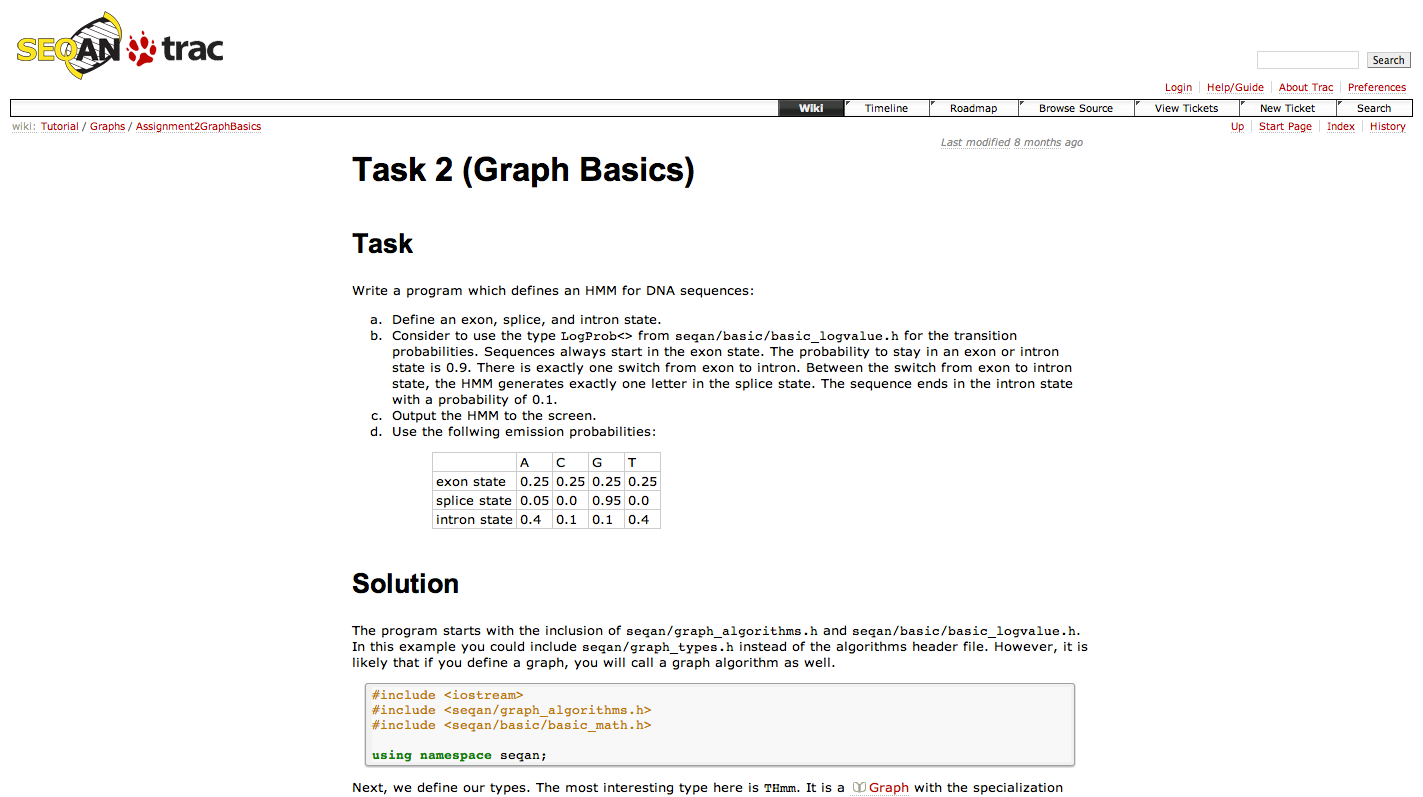 SEQAN trac
Search
Login Help/Guide About Trac Preferences
Wiki Timeline Roadmap Browse Source View Tickets New Ticket Search
wiki: Tutorial / Graphs / Assignment2GraphBasics
Up Start Page Index History
Last modified 8 months ago
Task 2 (Graph Basics)
Task
Write a program which defines an HMM for DNA sequences:
a. Define an exon, splice, and intron state.
b. Consider to use the type LogProb<> from seqan/basic/basic_logvalue.h for the transition
probabilities. Sequences always start in the exon state. The probability to stay in an exon or intron
state is 0.9. There is exactly one switch from exon to intron. Between the switch from exon to intron
state, the HMM generates exactly one letter in the splice state. The sequence ends in the intron state
with a probability of 0.1.
c. Output the HMM to the screen.
d. Use the follwing emission probabilities:
A C G T
exon state 0.25 0.25 0.25 0.25
splice state 0.05 0.0 0.95 0.0
intron state 0.4 0.1 0.1 0.4
Solution
The program starts with the inclusion of seqan/graph_algorithms.h and seqan/basic/basic_logvalue.h.
In this example you could include seqan/graph_types.h instead of the algorithms header file. However, it is
likely that if you define a graph, you will call a graph algorithm as well.
#include <iostream>
#include <seqan/graph_algorithms.h>
#include <seqan/basic/basic_math.h>
using namespace seqan;
Next, we define our types. The most interesting type here is THmm. It is a Graph with the specialization